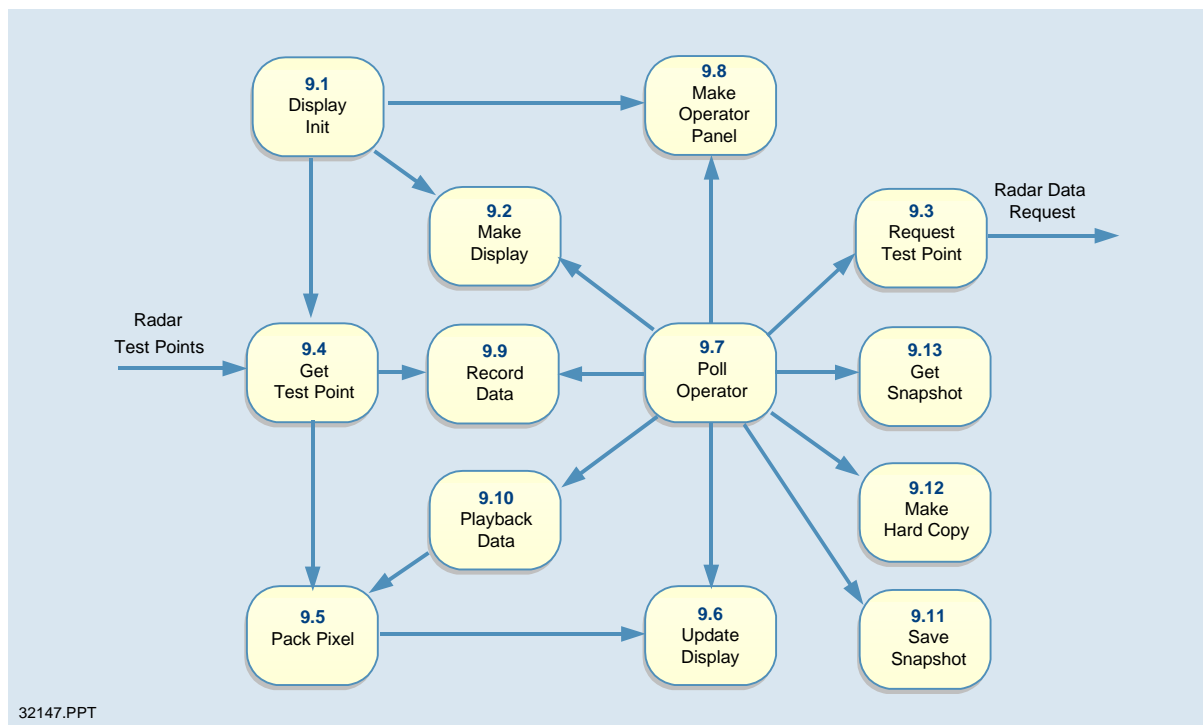 9.1
Display
Init
9.8
Make
Operator
Panel
9.2
Make
Display
9.3
Request
Test Point
Radar Data
Request
Radar
Test Points
9.4
Get
Test Point
9.9
Record
Data
9.7
Poll
Operator
9.13
Get
Snapshot
9.10
Playback
Data
9.12
Make
Hard Copy
9.5
Pack Pixel
9.6
Update
Display
9.11
Save
Snapshot
32147.PPT